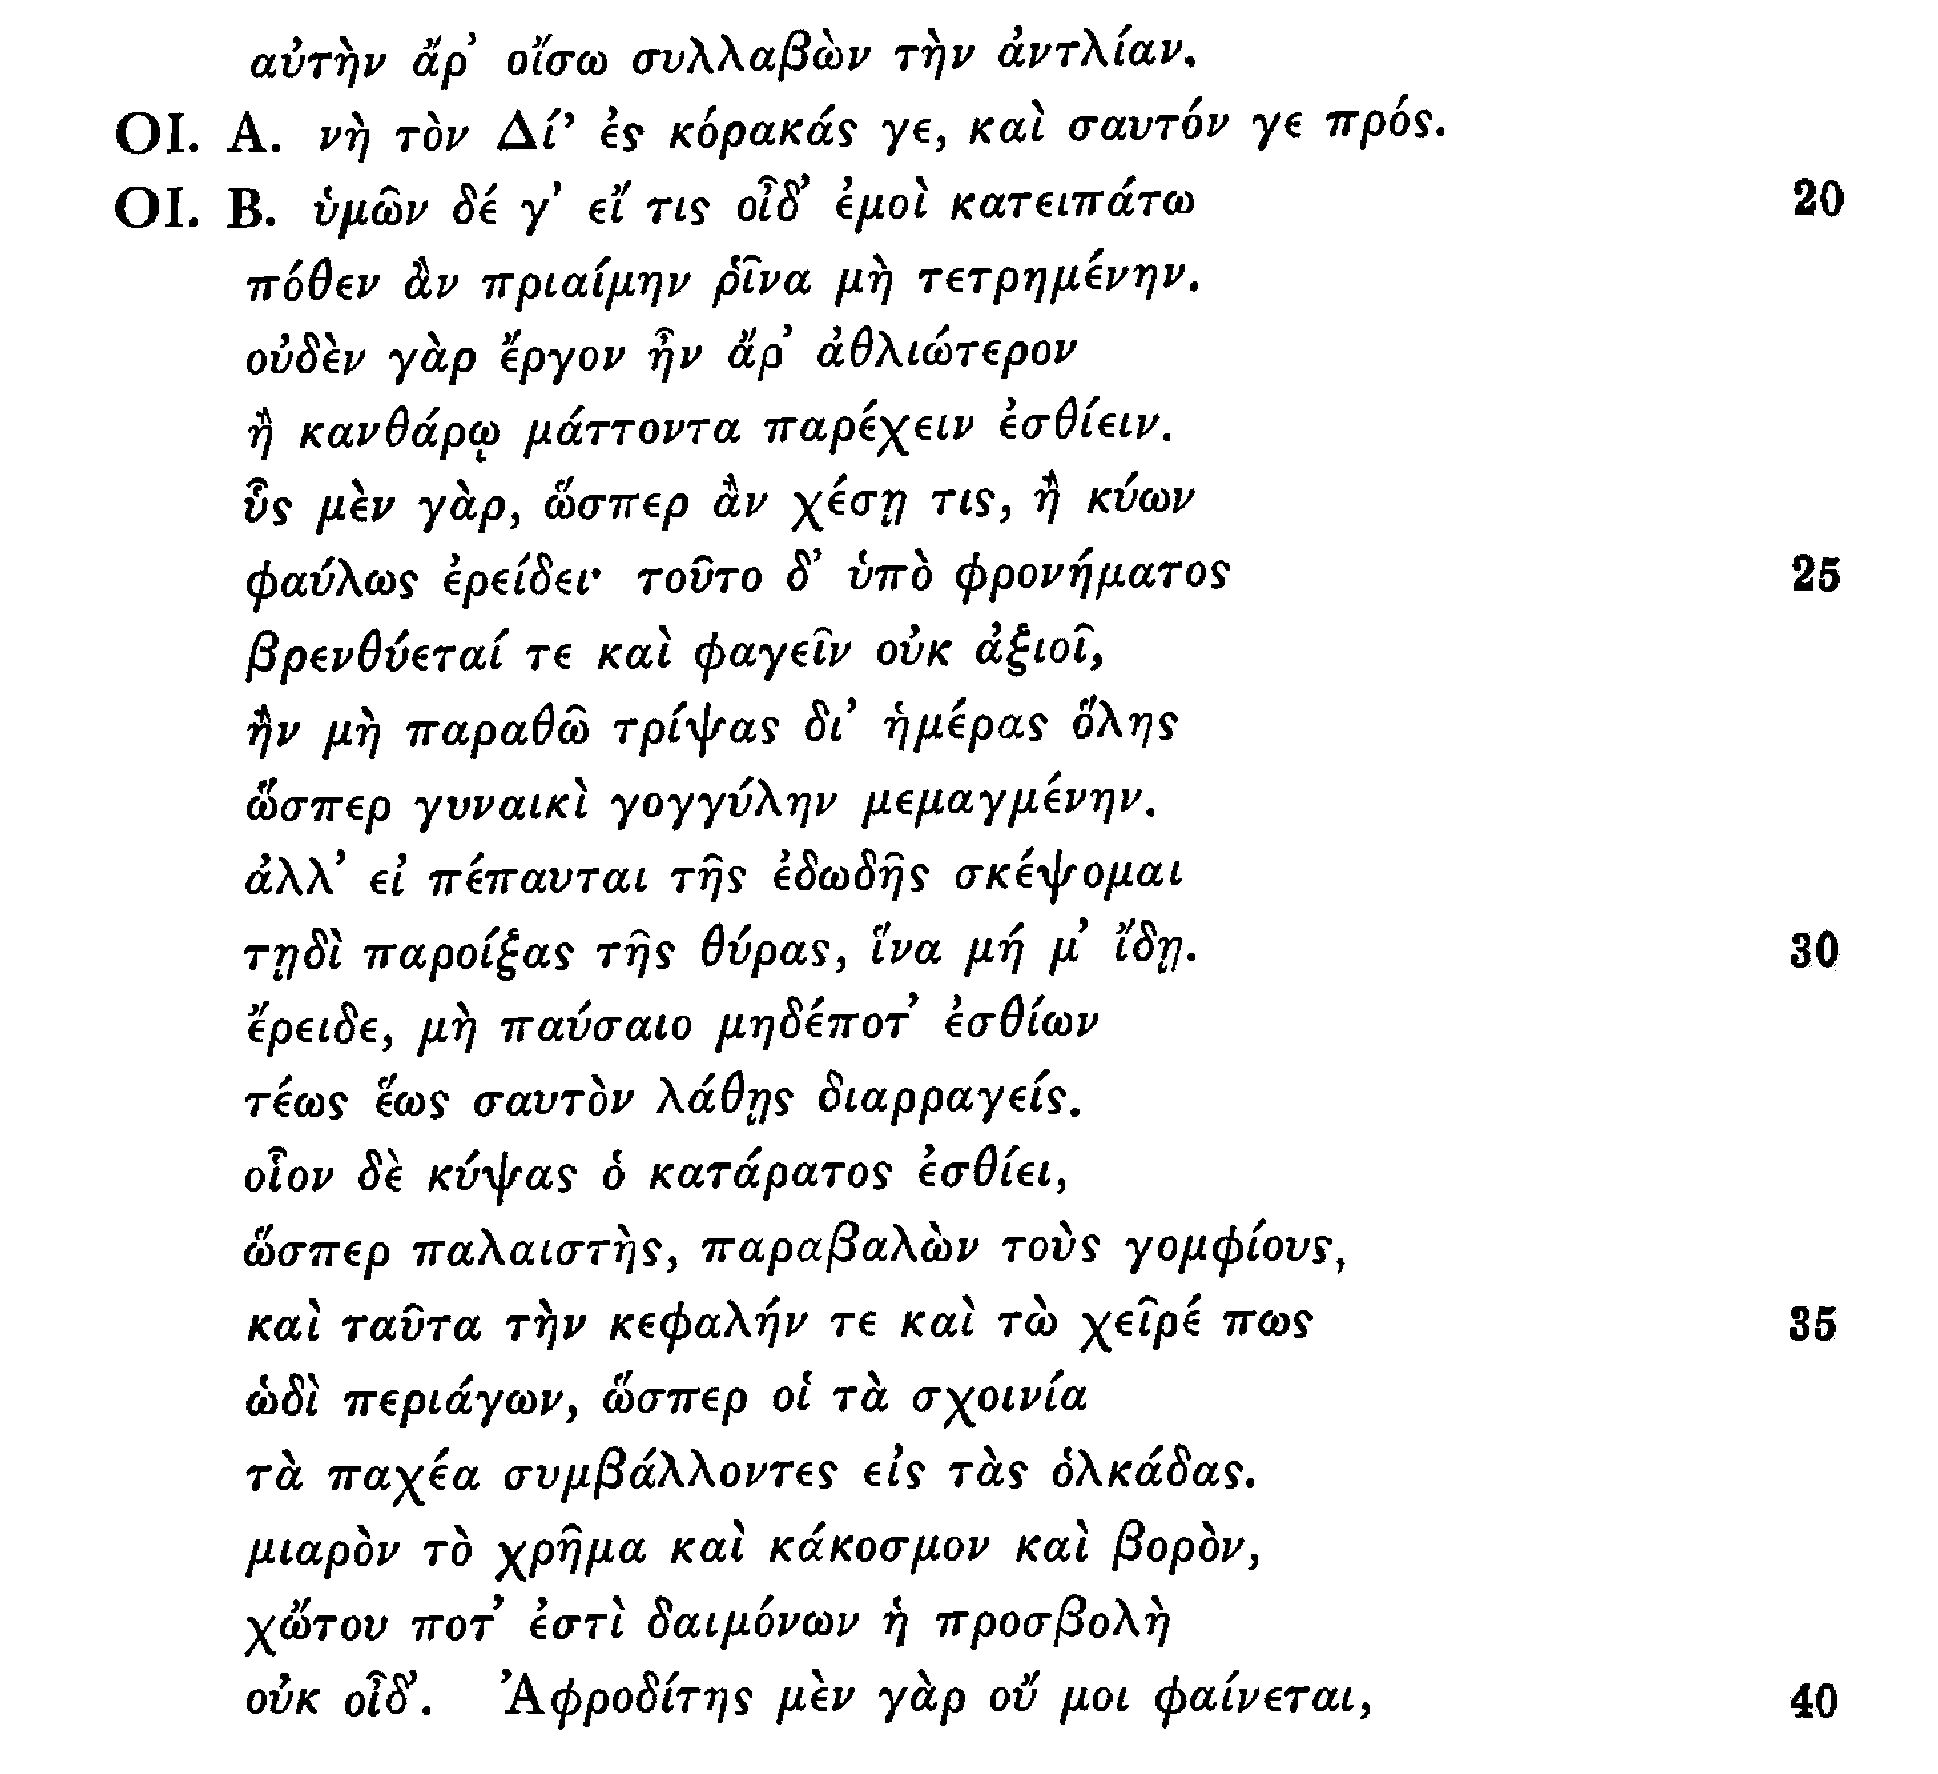 αὐτὴν ἄρ᾽ οἴσω συλλαβὼν τὴν ἀντλίαν.
ΟΙ. Α. νὴ τὸν Δί᾽ ἐς κόρακάς γε, καὶ σαυτόν γε πρός.
ΟΙ. Β. ὑμῶν δέ γ᾽ εἴ τις οἶδ᾽ ἐμοὶ κατειπάτω 20
πόθεν ἂν πριαίμην ῥῖνα μὴ τετρημένην.
οὐδὲν γὰρ ἔργον ἦν ἄρ᾽ ἀθλιώτερον
ἢ κανθάρῳ μάττοντα παρέχειν ἐσθίειν.
ὗς μὲν γὰρ, ὥσπερ ἂν χέσῃ τις, ἢ κύων
φαύλως ἐρείδει· τοῦτο δ᾽ ὑπὸ φρονήματος 25
βρενθύεταί τε καὶ φαγεῖν οὐκ ἀξιοῖ,
ἢν μὴ παραθῶ τρίψας δι᾽ ἡμέρας ὅλης
ὥσπερ γυναικὶ γογγύλην μεμαγμένην.
ἀλλ᾽ εἰ πέπαυται τῆς ἐδωδῆς σκέψομαι
τῃδὶ παροίξας τῆς θύρας, ἵνα μή μ᾽ ἴδῃ. 30
ἔρειδε, μὴ παύσαιο μηδέποτ᾽ ἐσθίων
τέως ἕως σαυτὸν λάθῃς διαρραγείς.
οἷον δὲ κύψας ὁ κατάρατος ἐσθίει,
ὥσπερ παλαιστὴς, παραβαλὼν τοὺς γομφίους,
καὶ ταῦτα τὴν κεφαλήν τε καὶ τὼ χεῖρέ πως 35
ὡδὶ περιάγων, ὥσπερ οἱ τὰ σχοινία
τὰ παχέα συμβάλλοντες εἰς τὰς ὁλκάδας.
μιαρὸν τὸ χρῆμα καὶ κάκοσμον καὶ βορὸν,
χὤτου ποτ᾽ ἐστὶ δαιμόνων ἡ προσβολὴ
οὐκ οἶδ᾽. Ἀφροδίτης μὲν γὰρ οὔ μοι φαίνεται, 40